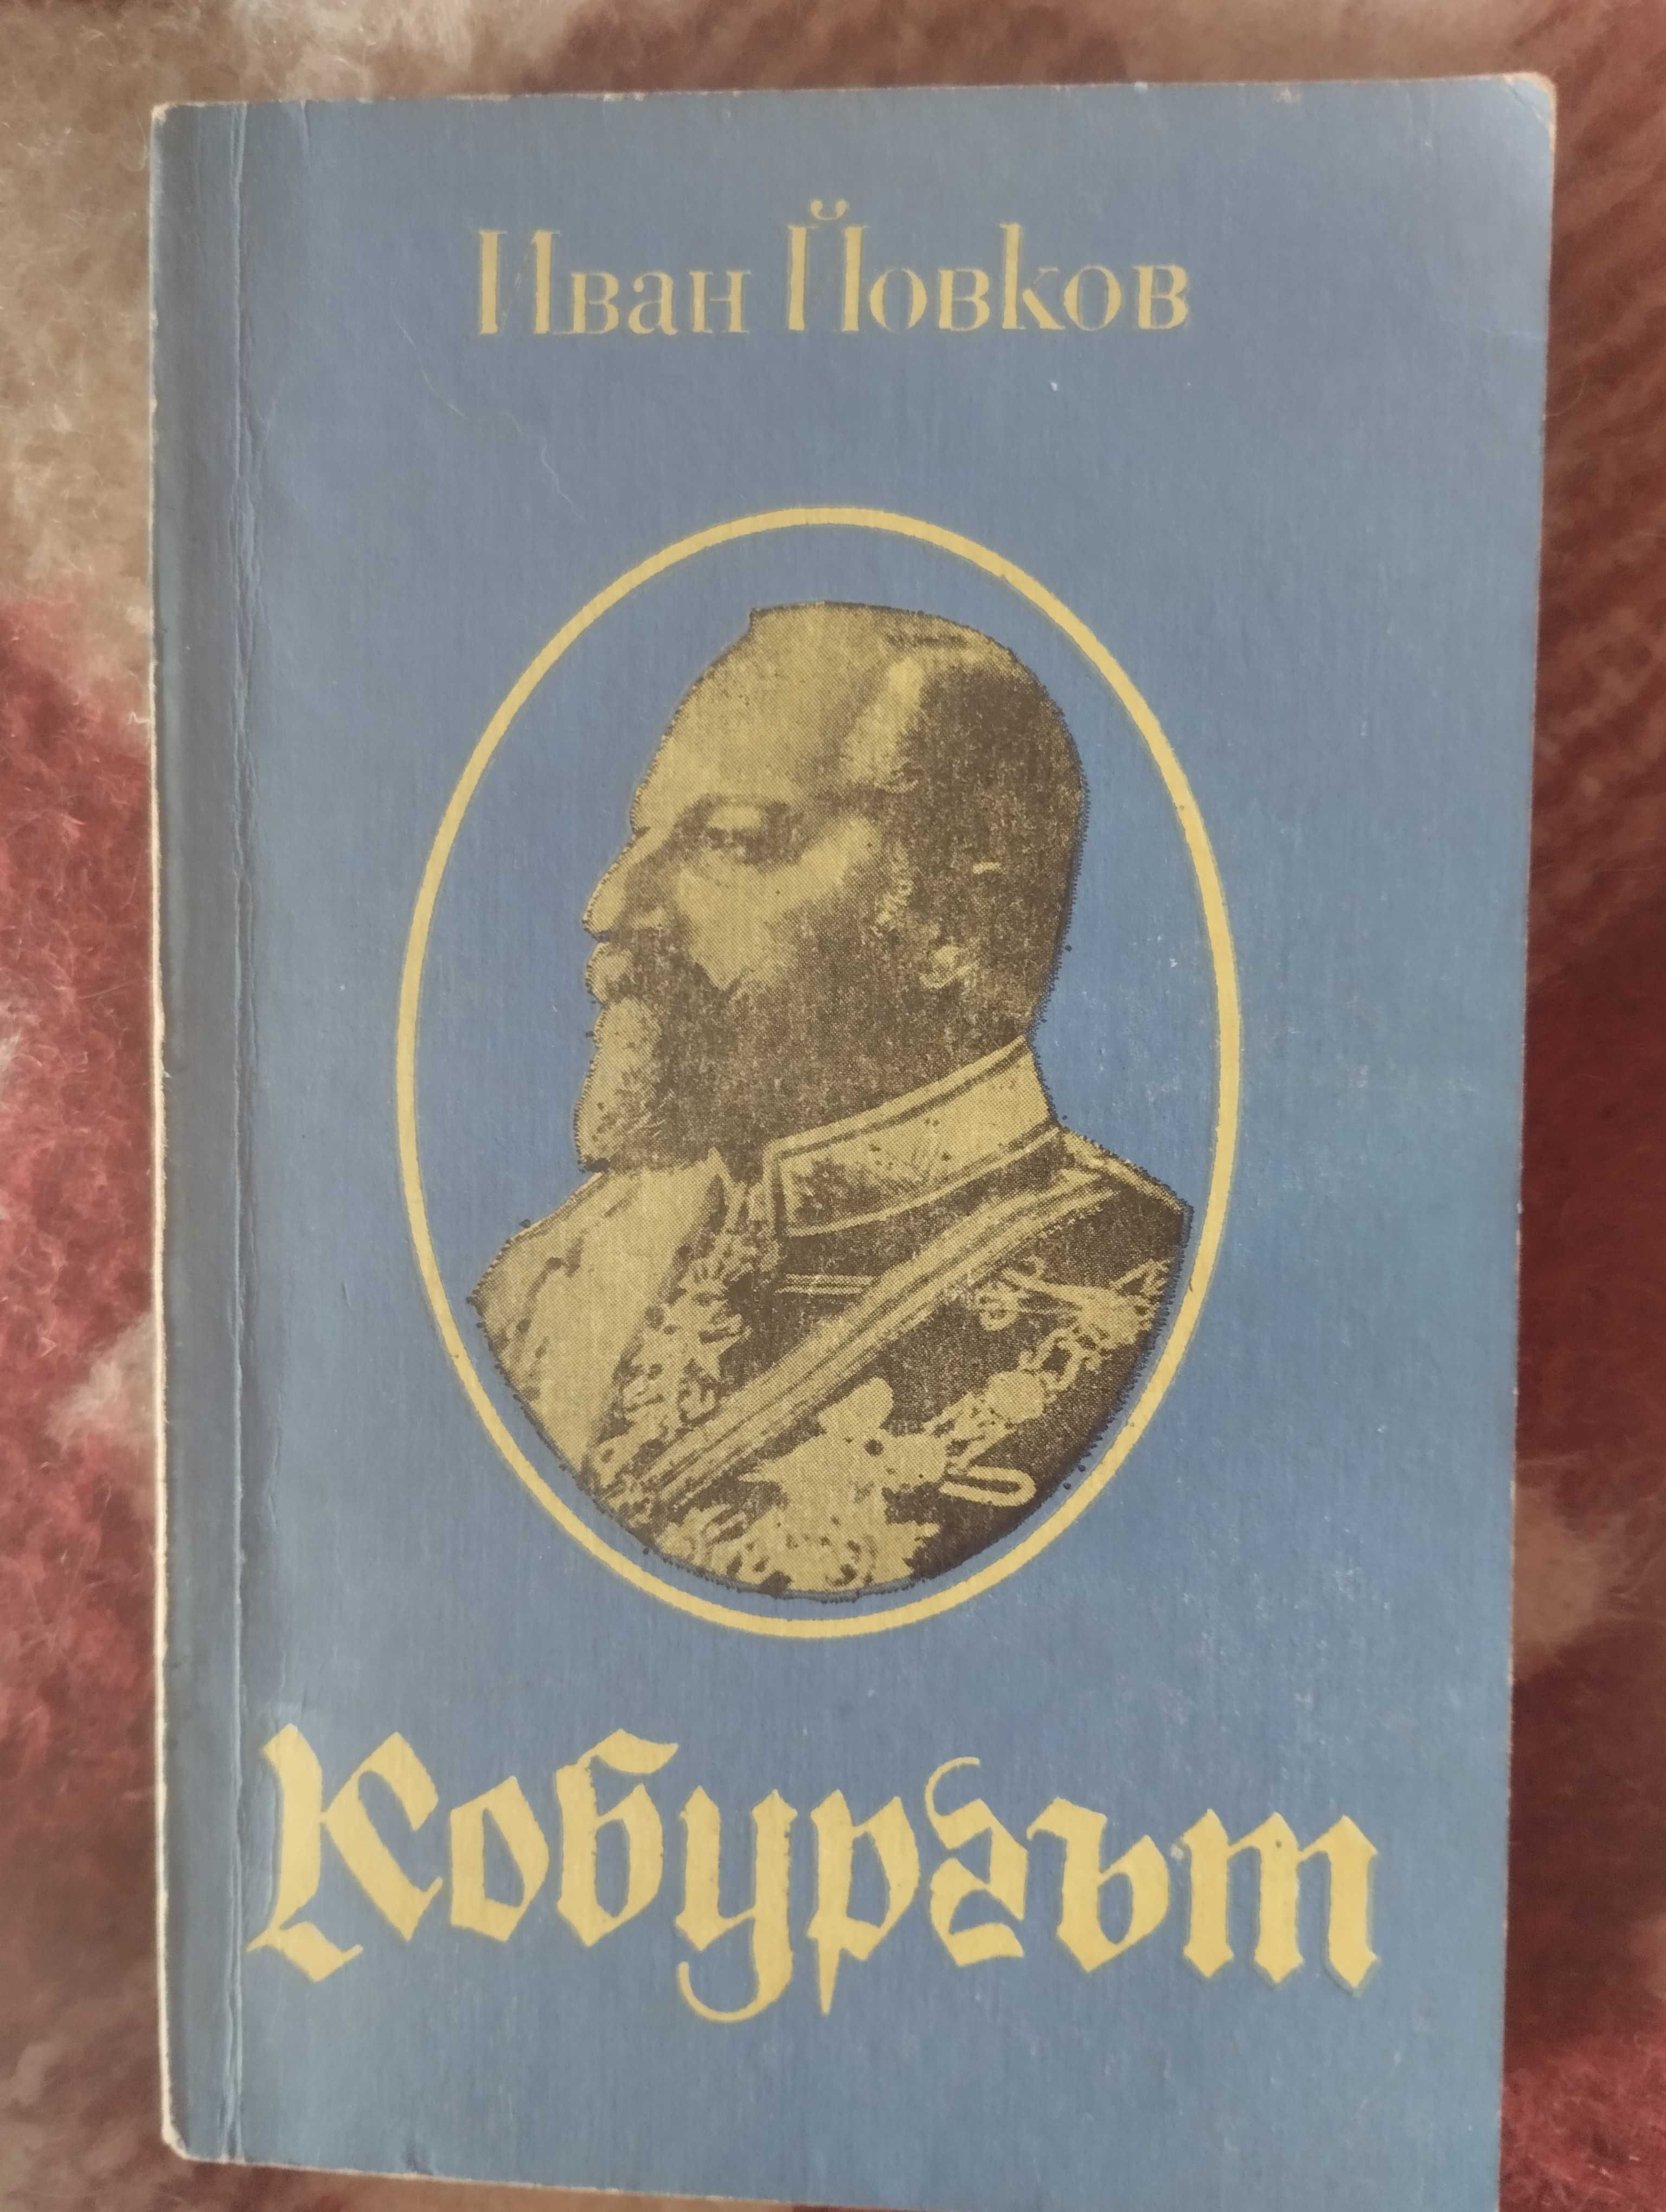 Иван Йовков
Кобургът